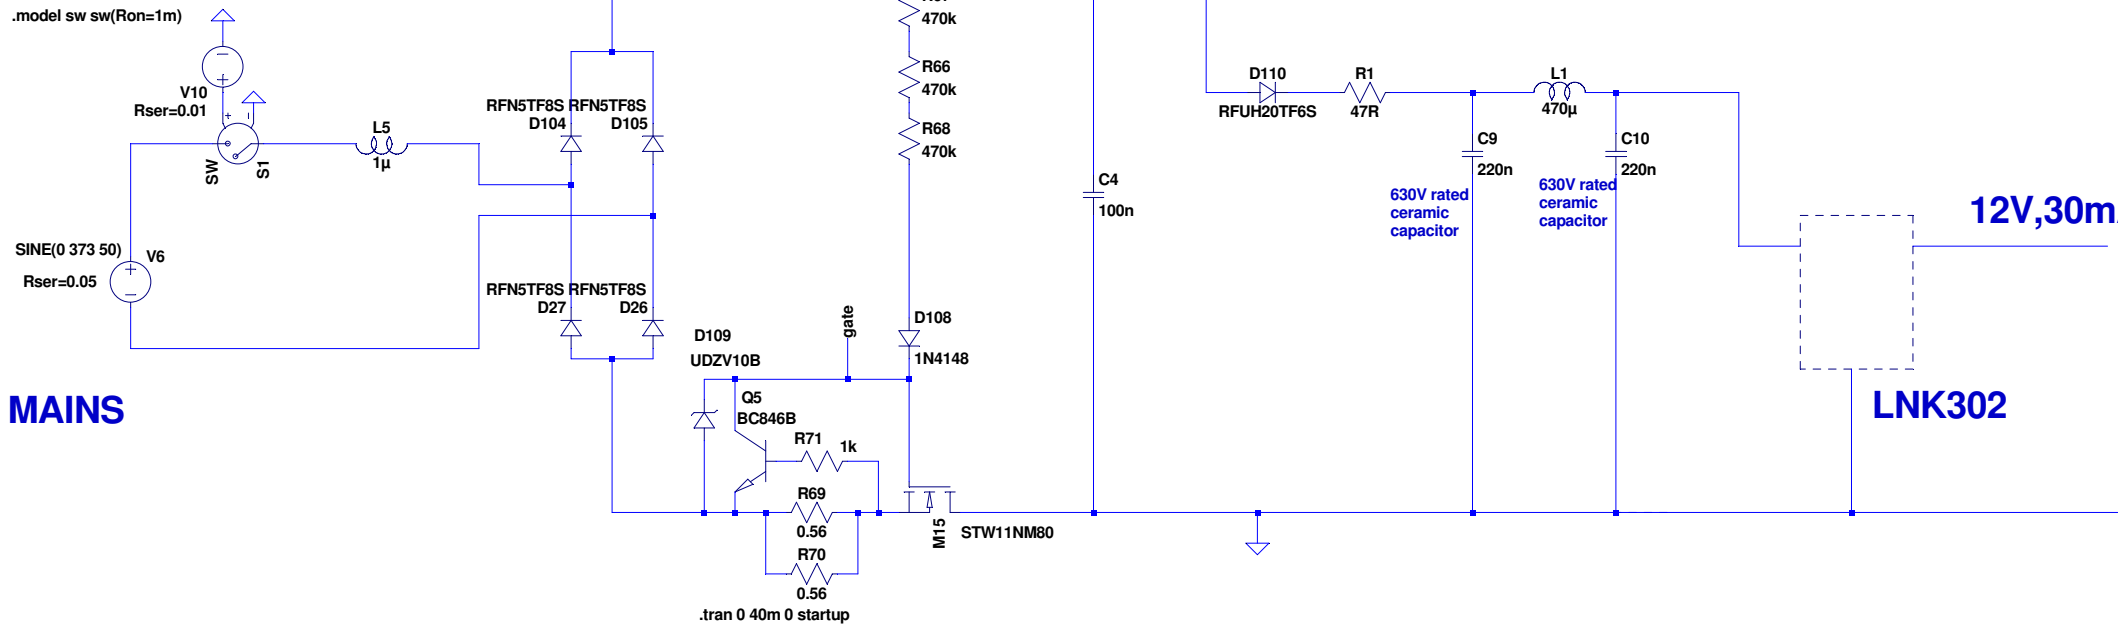 .model sw sw(Ron=1m)
470k
R66
470k
R68
470k
V10
Rser=0.01
+
-
SW
S1
L5
1µ
RFN5TF8S RFN5TF8S
D104
D105
D110
RFUH20TF6S
R1
47R
L1
470µ
C9
220n
C10
220n
630V rated
ceramic
capacitor
630V rated
ceramic
capacitor
C4
100n
SINE(0 373 50)
V6
Rser=0.05
RFN5TF8S RFN5TF8S
D27
D26
12V,30m
D109
UDZV10B
gate
D108
1N4148
MAINS
Q5
BC846B
R71
1k
LNK302
R69
0.56
M15
STW11NM80
R70
0.56
.tran 0 40m 0 startup